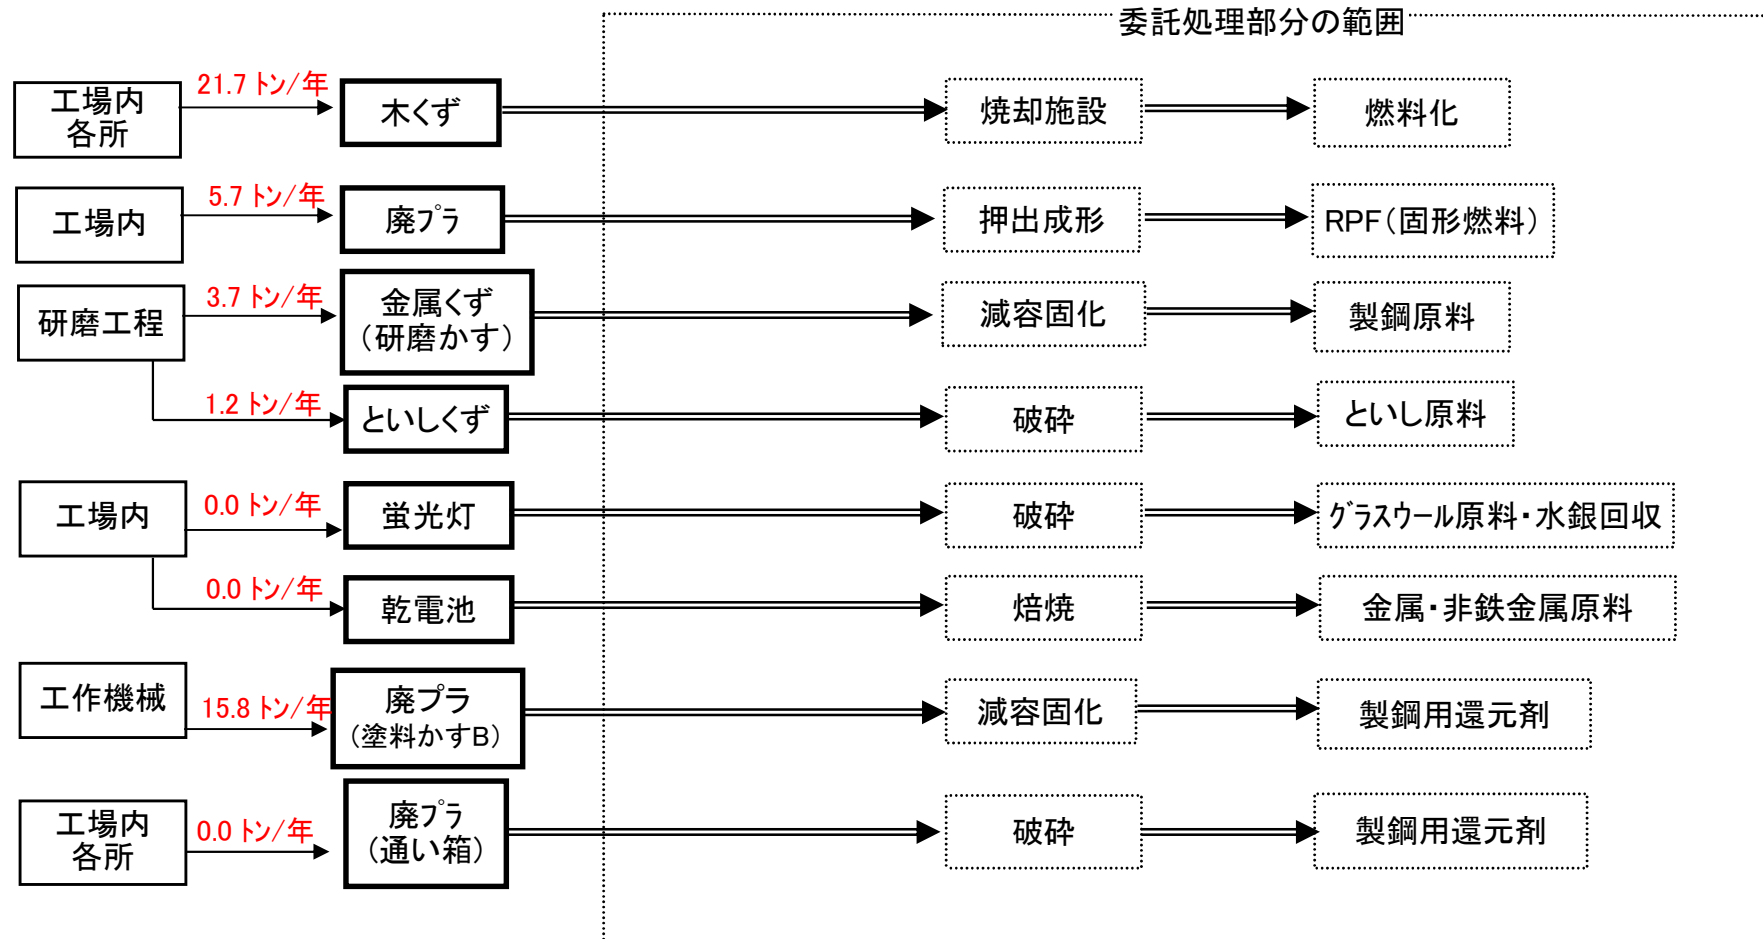 委託処理部分の範囲
工場内
各所
21.7 トン/年
木くず
焼却施設
燃料化
工場内
5.7 トン/年
廃プラ
押出成形
RPF(固形燃料)
研磨工程
3.7 トン/年
金属くず
(研磨かす)
減容固化
製鋼原料
1.2 トン/年
といしくず
破砕
といし原料
工場内
0.0 トン/年
蛍光灯
破砕
グラスウール原料・水銀回収
0.0 トン/年
乾電池
焙焼
金属・非鉄金属原料
工作機械
15.8 トン/年
廃プラ
(塗料かすB)
減容固化
製鋼用還元剤
工場内
各所
0.0 トン/年
廃プラ
(通い箱)
破砕
製鋼用還元剤